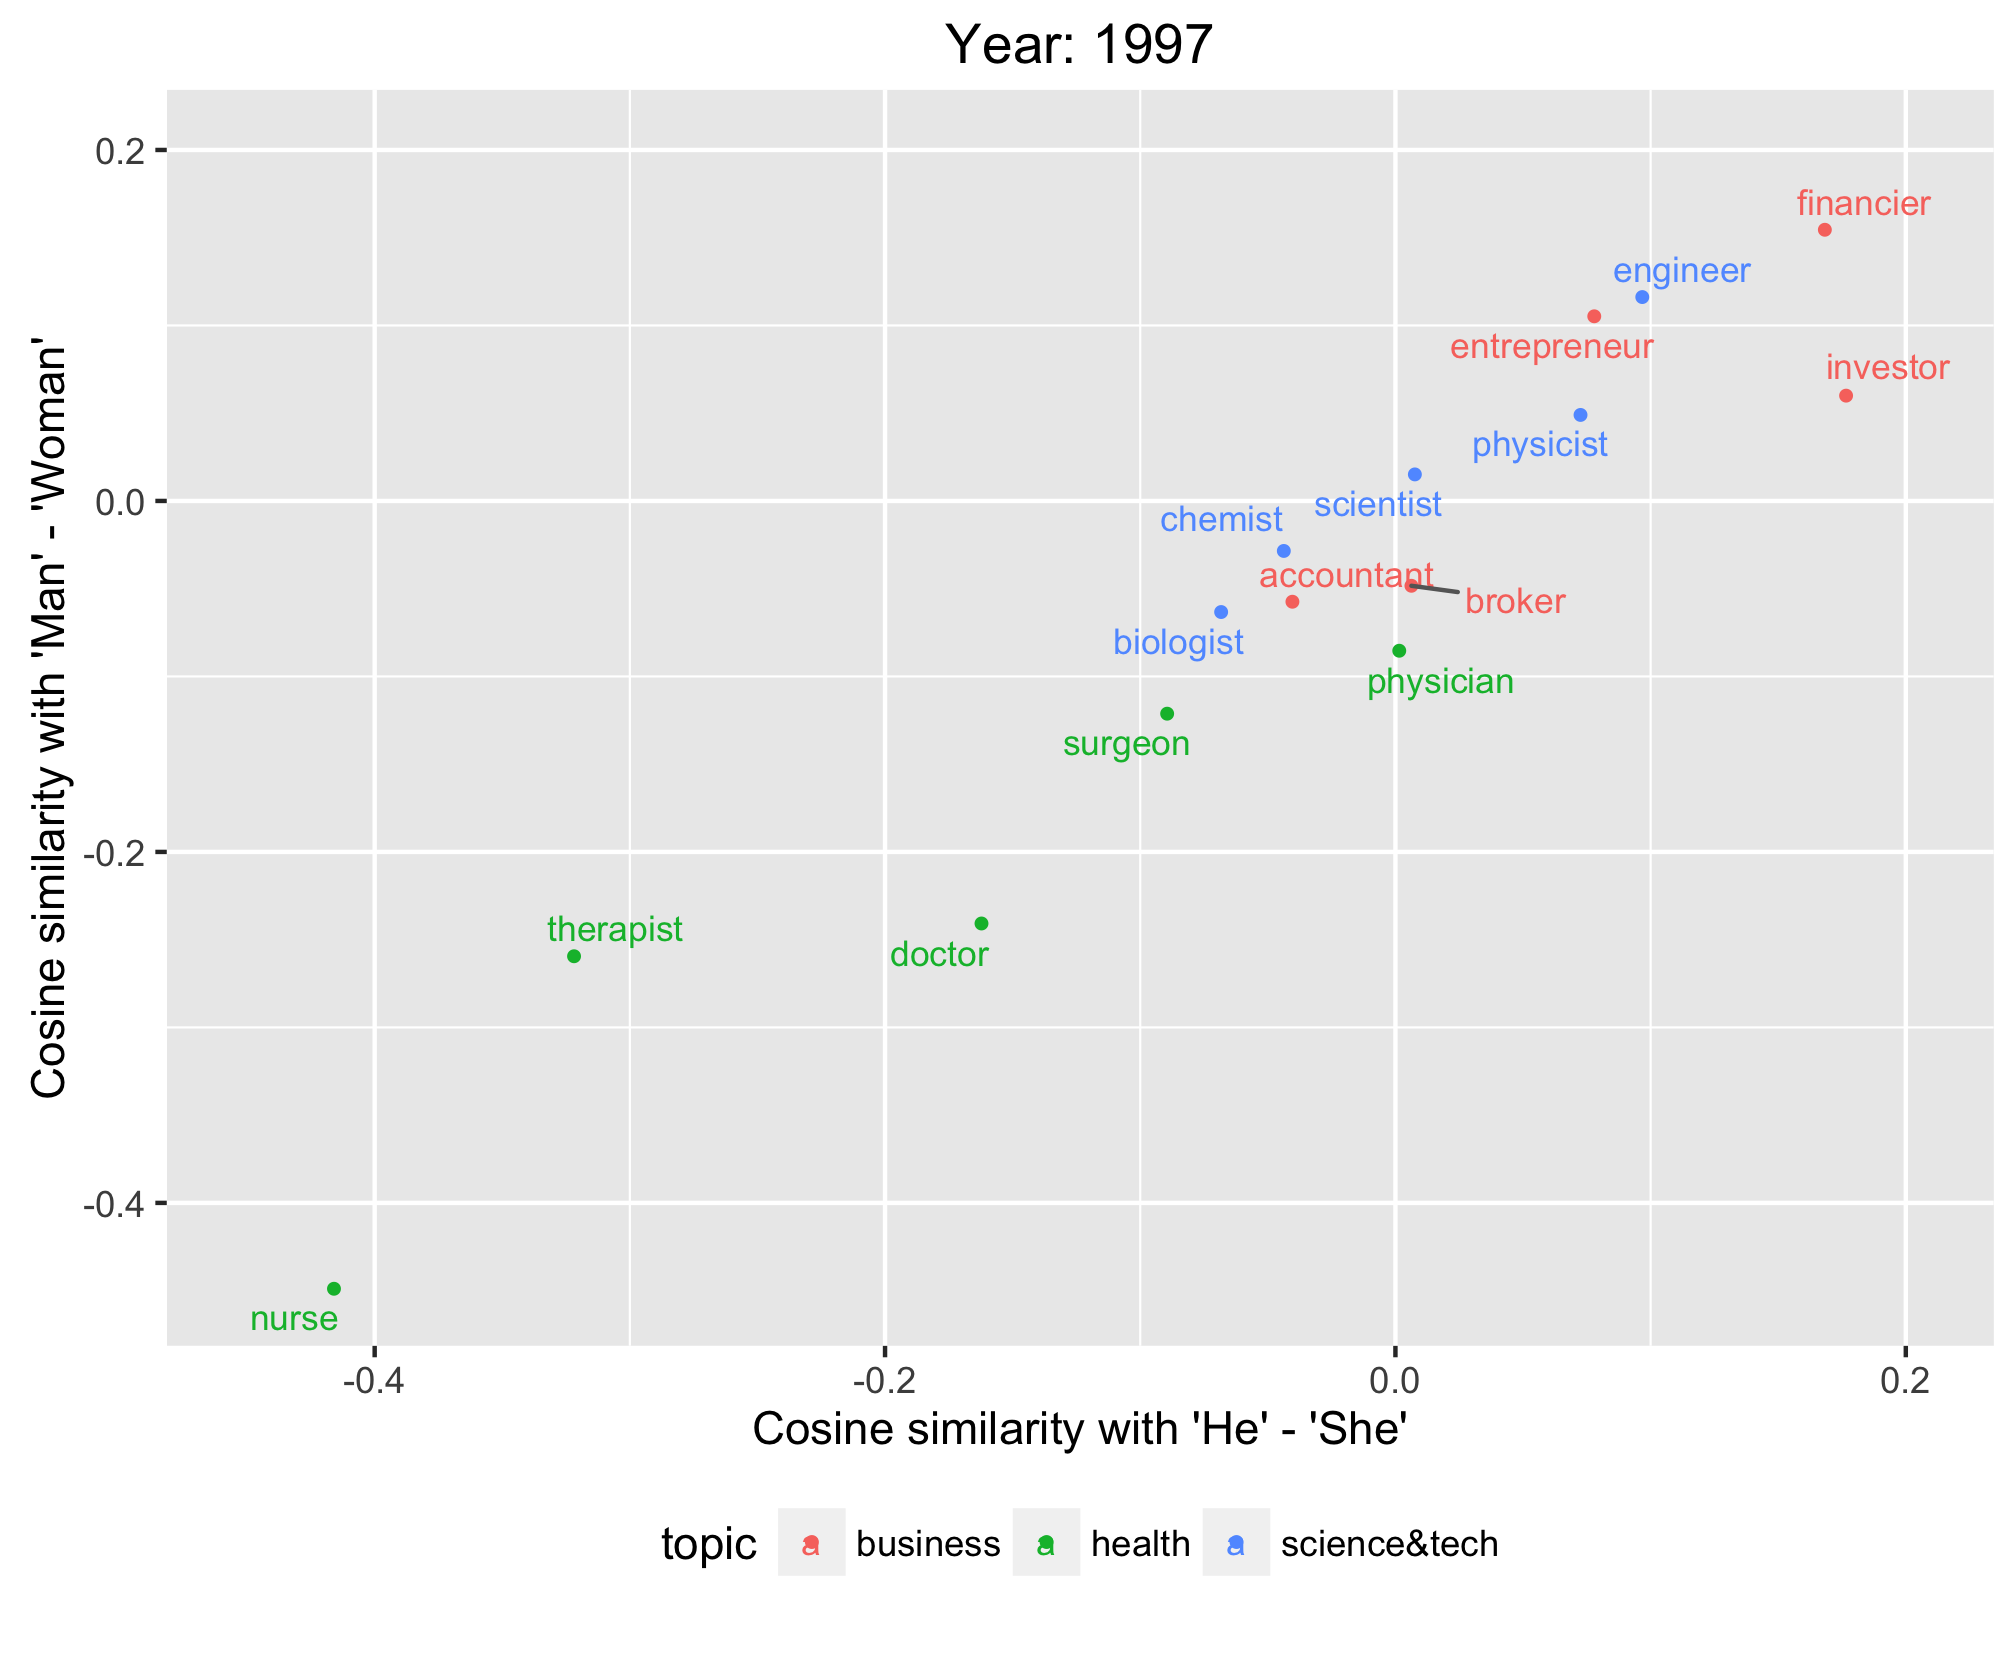 Year: 1997
0.2
0.0
-0.2
-0.4
Cosine similarity with 'Man' - 'Woman'
financier
engineer
entrepreneur
investor
physicist
scientist
chemist
accountant
broker
biologist
physician
surgeon
therapist
doctor
nurse
-0.4 -0.2 0.0 0.2
Cosine similarity with 'He' - 'She'
topic a business a health a science&tech